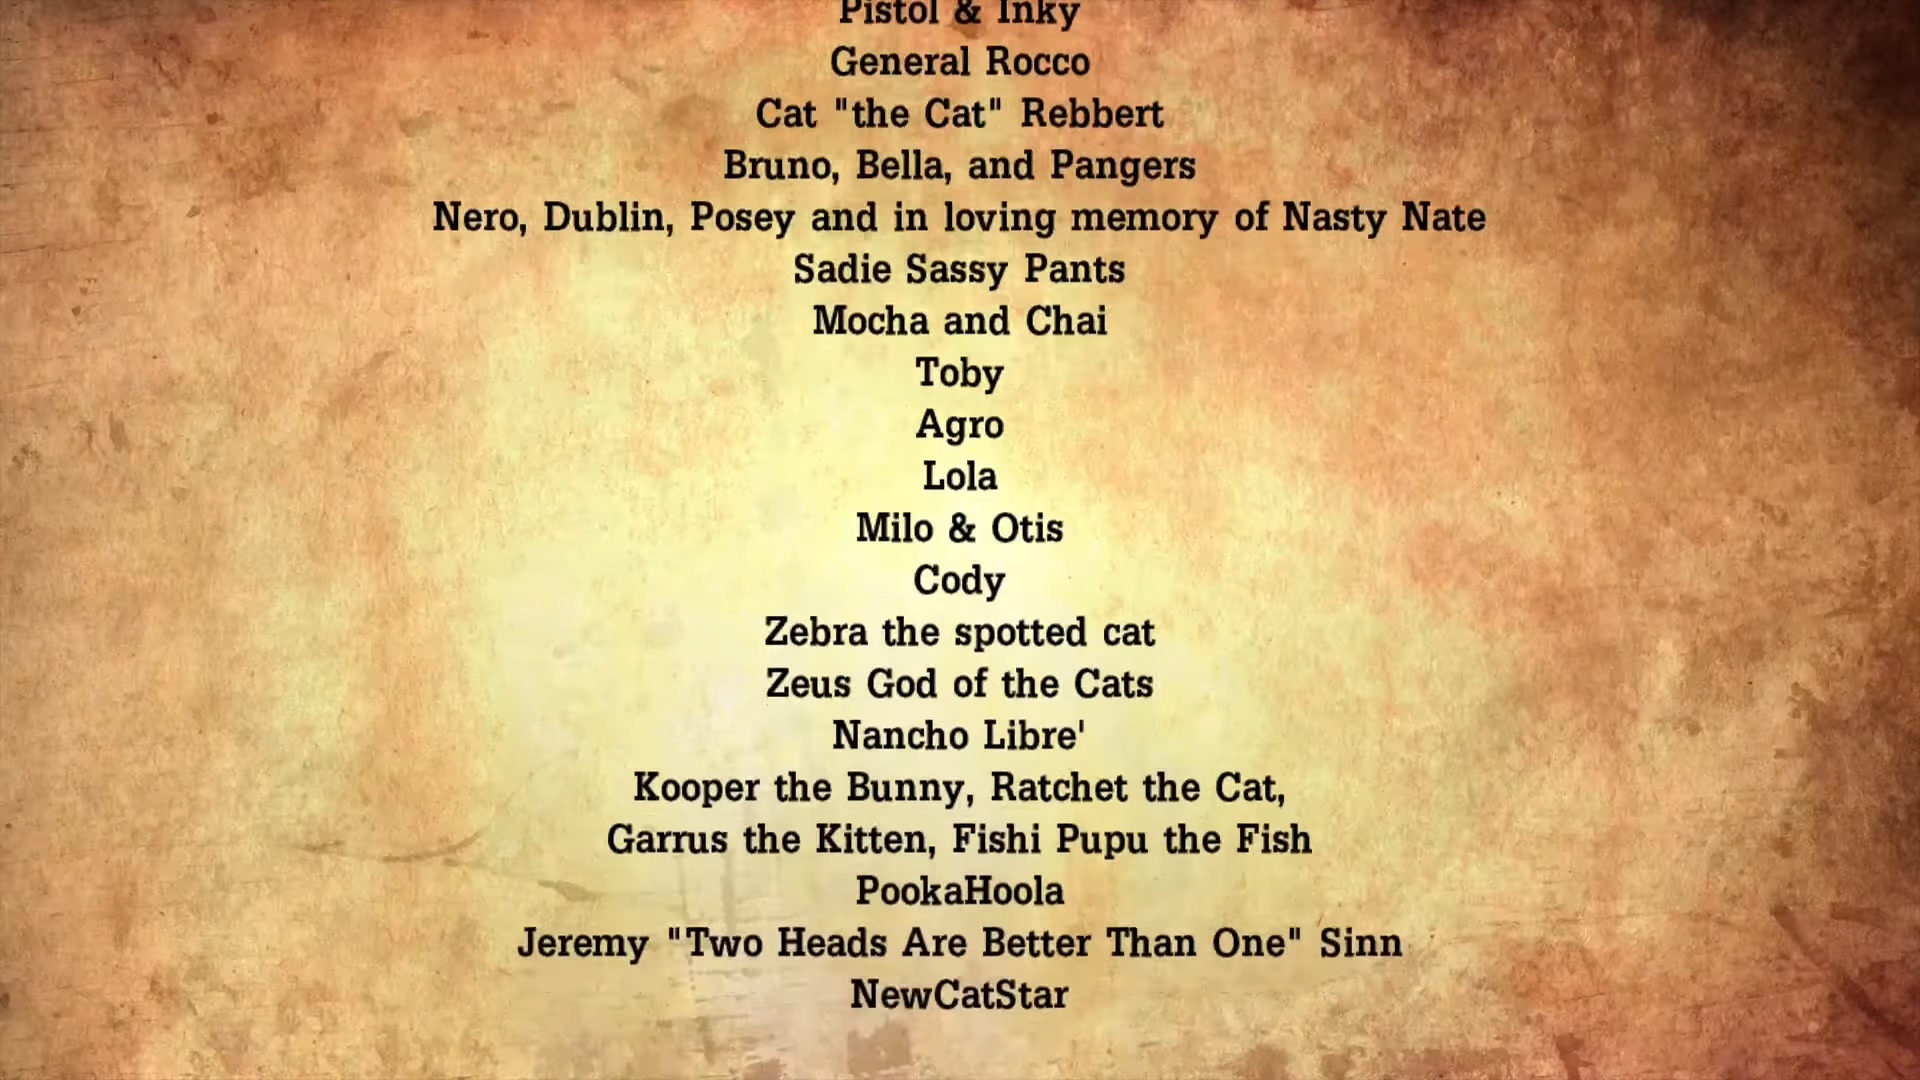 Pistol & Inky
General Rocco
Cat "the Cat" Rebbert
Bruno, Bella, and Pangers
Nero, Dublin, Posey and in loving memory of Nasty Nate
Sadie Sassy Pants
Mocha and Chai
Toby
Agro
Lola
Milo & Otis
Cody
Zebra the spotted cat
Zeus God of the Cats
Nancho Libre'
Kooper the Bunny, Ratchet the Cat,
Garrus the Kitten, Fishi Pupu the Fish
PookaHoola
Jeremy "Two Heads Are Better Than One" Sinn
NewCatStar